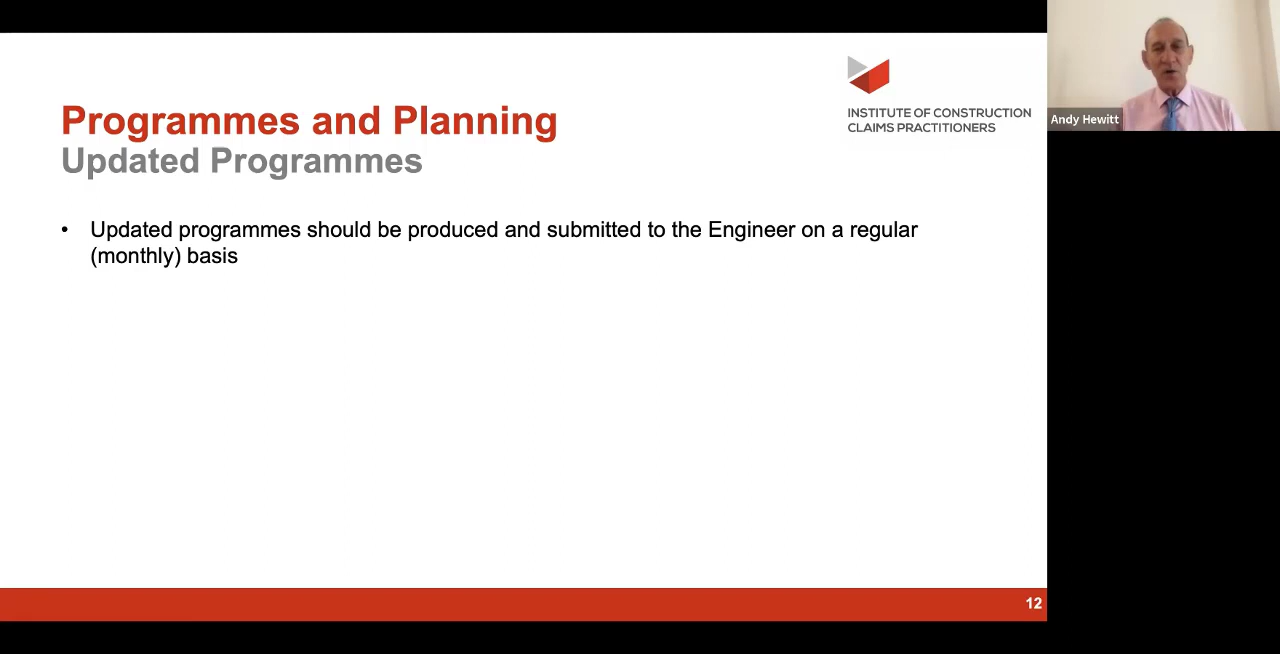 Programmes and Planning
Updated Programmes
INSTITUTE OF CONSTRUCTION
CLAIMS PRACTITIONERS
Andy Hewitt
• Updated programmes should be produced and submitted to the Engineer on a regular
(monthly) basis
12